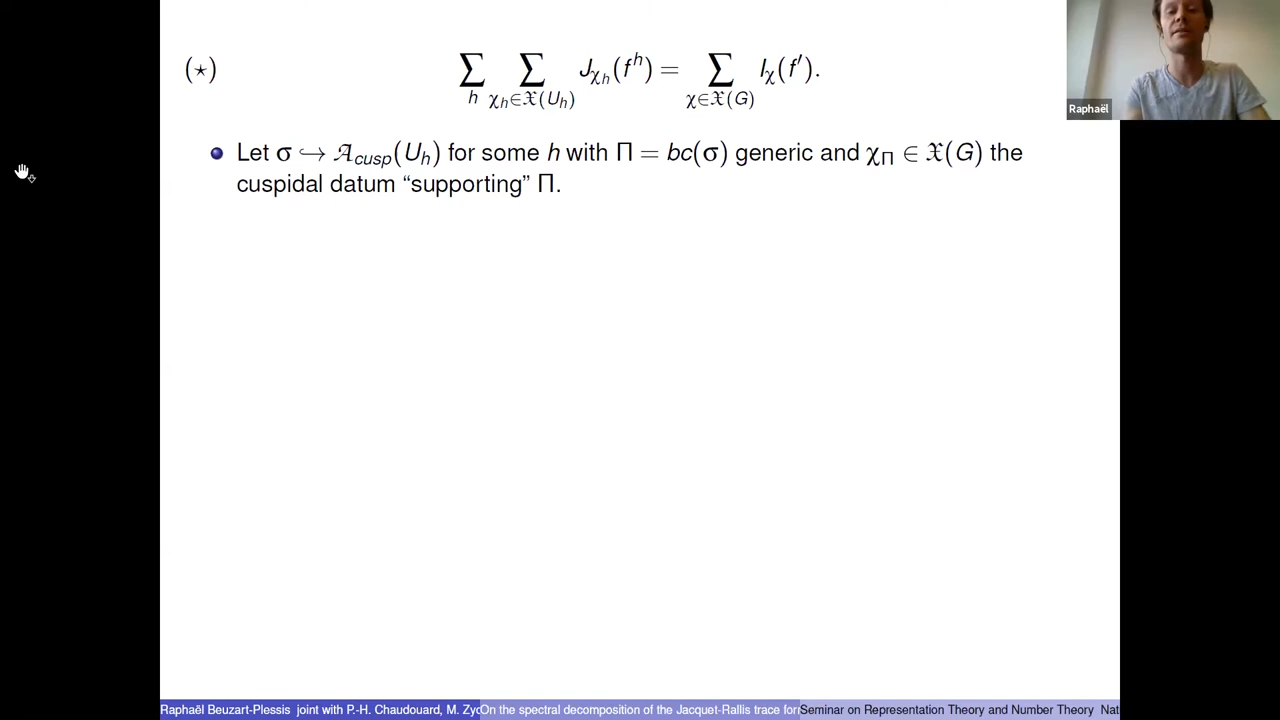 (⋆) ∑_h ∑_{χ_h∈𝔛(U_h)} J_{χ_h}(f^h) = ∑_{χ∈𝔛(G)} I_χ(f′).
Let σ ↪ 𝒜_{cusp}(U_h) for some h with Π = bc(σ) generic and χ_Π ∈ 𝔛(G) the
cuspidal datum “supporting” Π.
Raphaël
Raphaël Beuzart-Plessis joint with P.-H. Chaudouard, M. Zyd On the spectral decomposition of the Jacquet-Rallis trace for Seminar on Representation Theory and Number Theory Nat